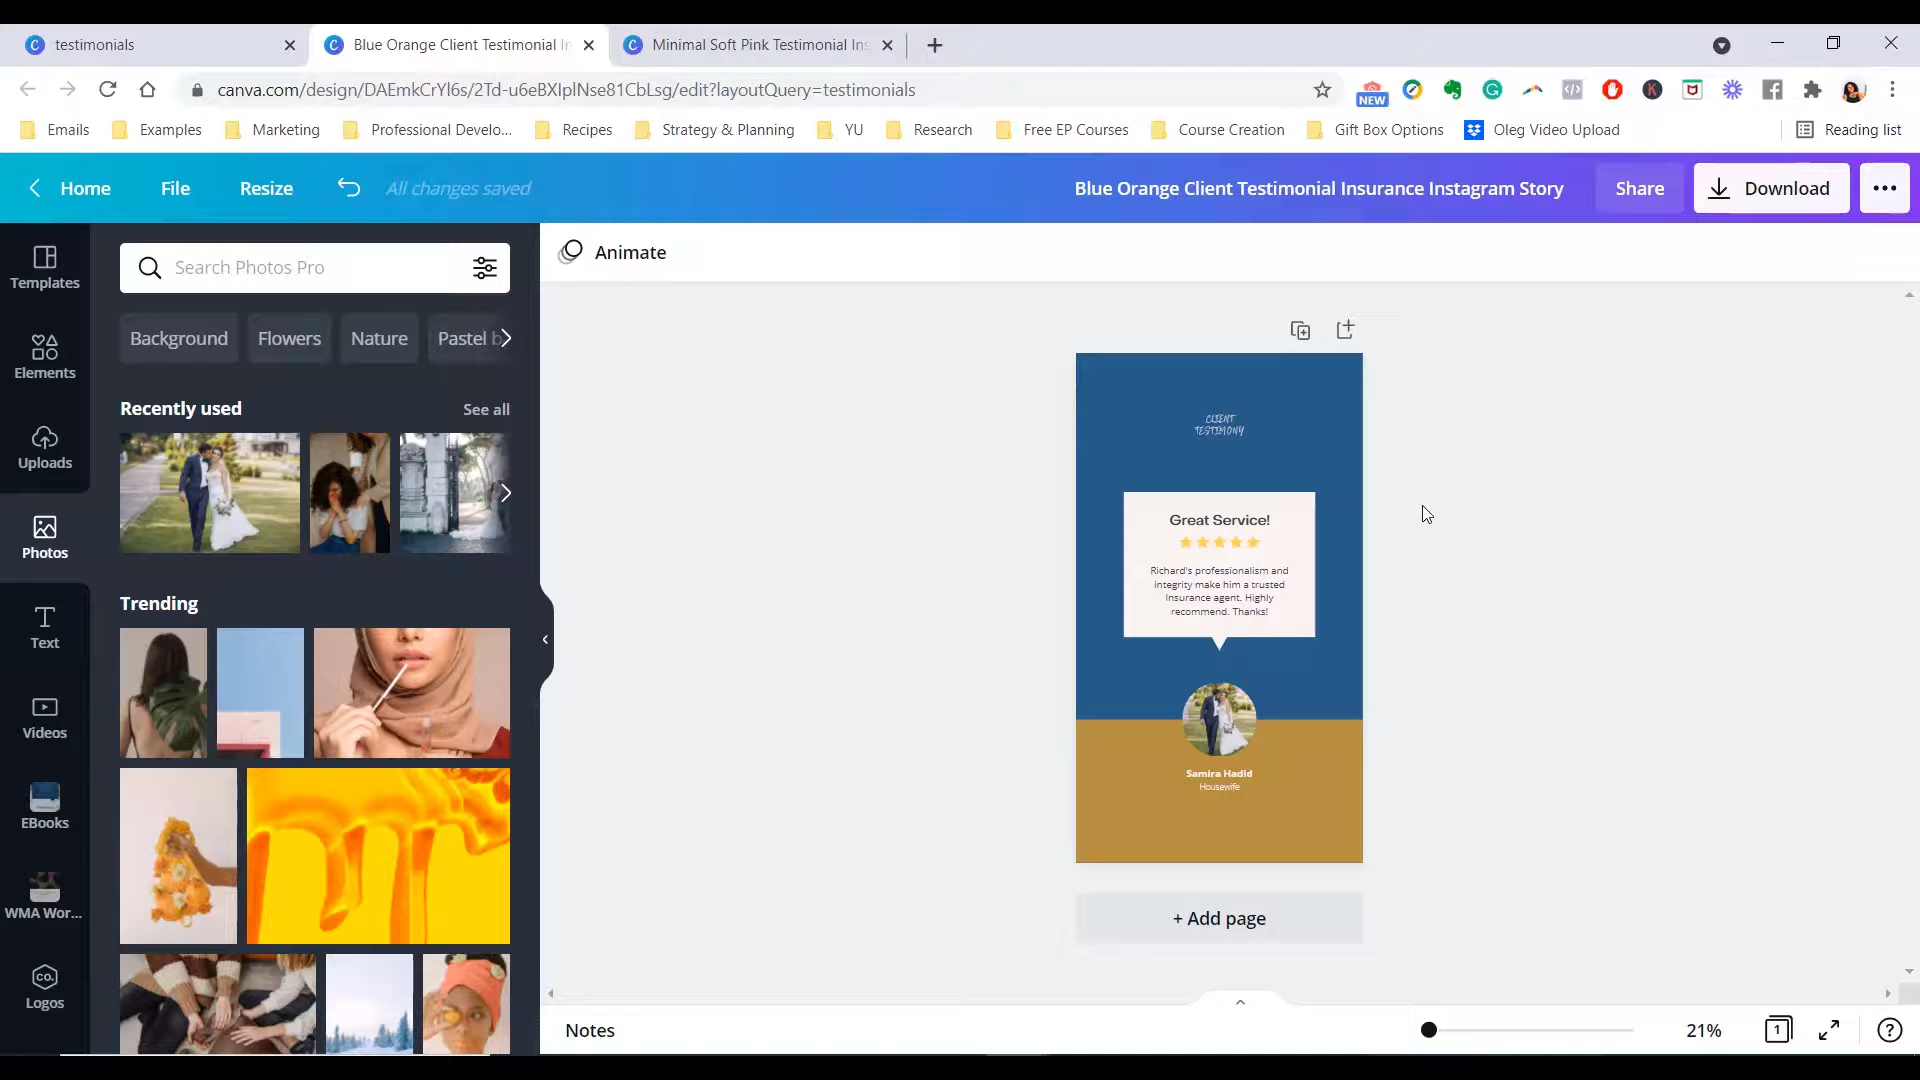 testimonials
Blue Orange Client Testimonial In
Minimal Soft Pink Testimonial Ins
canva.com/design/DAEmkCrYl6s/2Td-u6eBXIplNse81CbLsg/edit?layoutQuery=testimonials
NEW
Emails
Examples
Marketing
Professional Develo...
Recipes
Strategy & Planning
YU
Research
Free EP Courses
Course Creation
Gift Box Options
Oleg Video Upload
Reading list
Home
File
Resize
All changes saved
Blue Orange Client Testimonial Insurance Instagram Story
Share
Download
Templates
Elements
Uploads
Photos
Text
Videos
EBooks
WMA Wor...
CO.
Logos
Search Photos Pro
Background
Flowers
Nature
Pastel b
Recently used
See all
Trending
Animate
CLIENT
TESTIMONY
Great Service!
Richard's professionalism and
integrity make him a trusted
Insurance agent. Highly
recommend. Thanks!
Samira Hadid
Housewife
+ Add page
Notes
21%
1
?